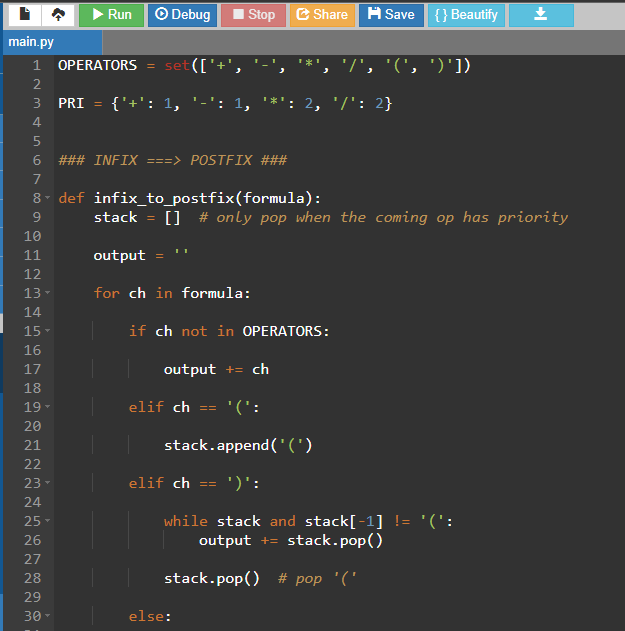 Run Debug Stop Share Save { } Beautify
main.py
1 OPERATORS = set(['+', '-', '*', '/', '(', ')'])
2
3 PRI = {'+': 1, '-': 1, '*': 2, '/': 2}
4
5
6 ### INFIX ===> POSTFIX ###
7
8 def infix_to_postfix(formula):
9     stack = []  # only pop when the coming op has priority
10
11     output = ''
12
13     for ch in formula:
14
15         if ch not in OPERATORS:
16
17             output += ch
18
19         elif ch == '(':
20
21             stack.append('(')
22
23         elif ch == ')':
24
25             while stack and stack[-1] != '(':
26                 output += stack.pop()
27
28             stack.pop()  # pop '('
29
30         else: